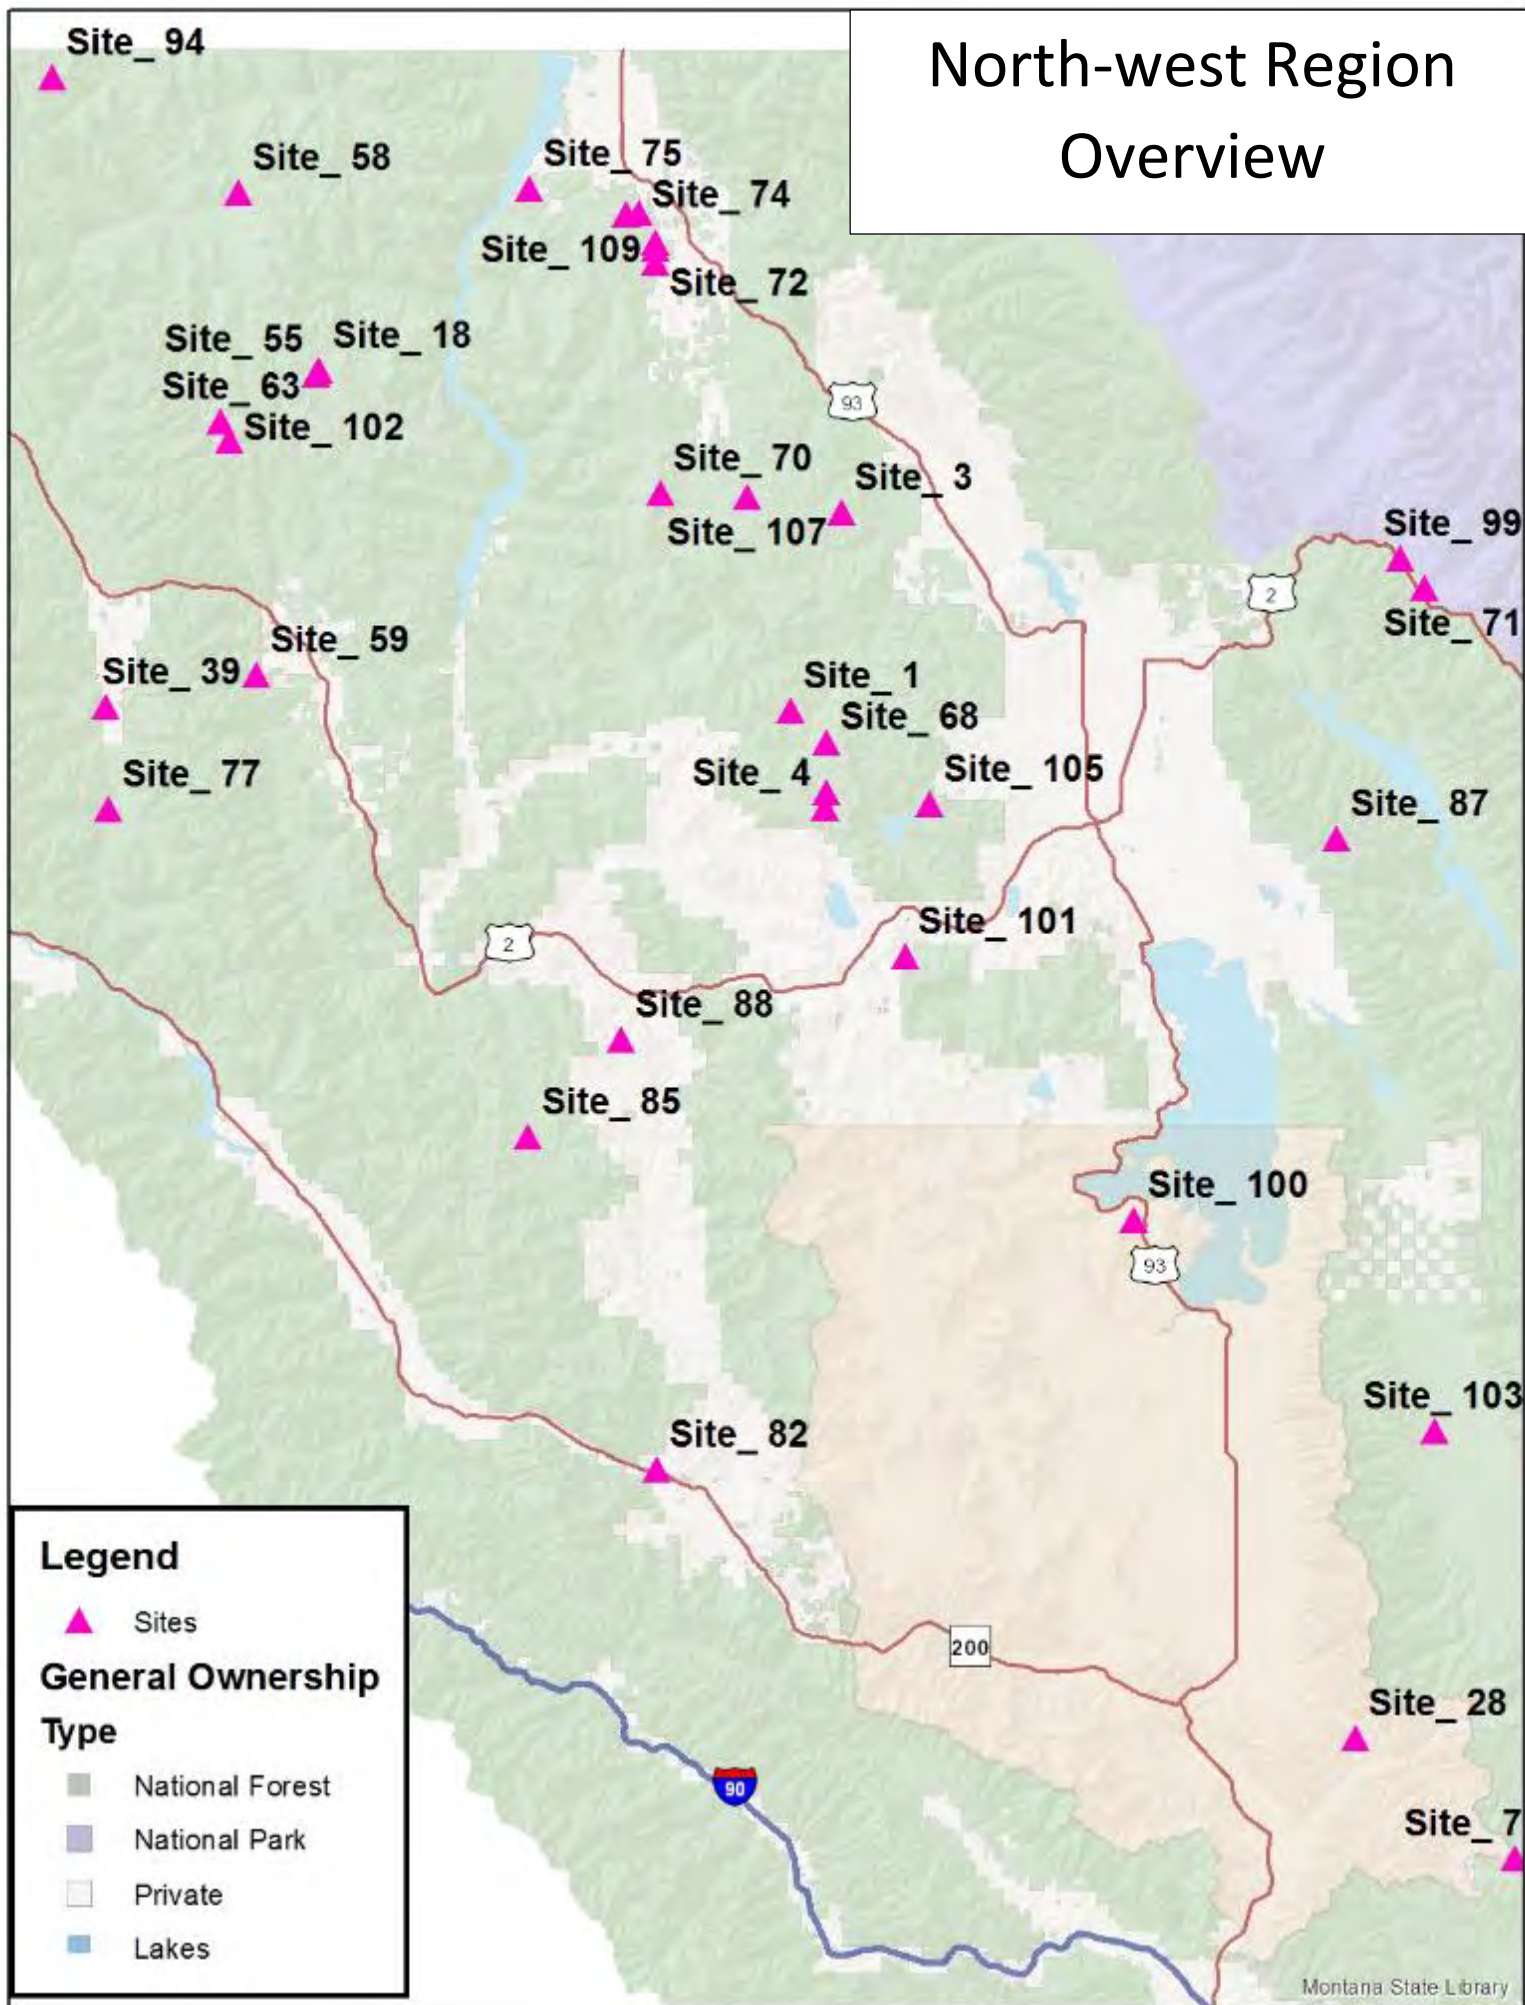 North-west Region
Overview
Site_ 94
Site_ 58
Site_ 75
Site_ 74
Site_ 109
Site_ 72
Site_ 55
Site_ 18
Site_ 63
Site_ 102
93
Site_ 70
Site_ 3
Site_ 107
Site_ 99
2
Site_ 71
Site_ 59
Site_ 39
Site_ 1
Site_ 68
Site_ 4
Site_ 105
Site_ 77
Site_ 87
Site_ 101
2
Site_ 88
Site_ 85
Site_ 100
93
Site_ 103
Site_ 82
200
Site_ 28
90
Site_ 7
Legend
Sites
General Ownership
Type
National Forest
National Park
Private
Lakes
Montana State Library